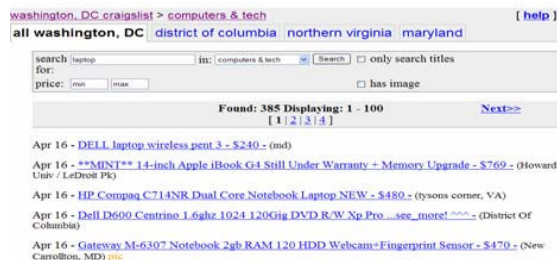 washington, DC craigslist > computers & tech [ help ]
all washington, DC district of columbia northern virginia maryland
search for: laptop in: computers & tech Search only search titles
price: min max has image
Found: 385 Displaying: 1 - 100 Next>>
[ 1 | 2 | 3 | 4 ]
Apr 16 - DELL laptop wireless pent 3 - $240 - (md)
Apr 16 - **MINT** 14-inch Apple iBook G4 Still Under Warranty + Memory Upgrade - $769 - (Howard
Univ / LeDroit Pk)
Apr 16 - HP Compaq C714NR Dual Core Notebook Laptop NEW - $480 - (tysons corner, VA)
Apr 16 - Dell D600 Centrino 1.6ghz 1024 120Gig DVD R/W Xp Pro ...see_more! ^^^ - (District Of
Columbia)
Apr 16 - Gateway M-6307 Notebook 2gb RAM 120 HDD Webcam+Fingerprint Sensor - $470 - (New
Carrollton, MD) pic